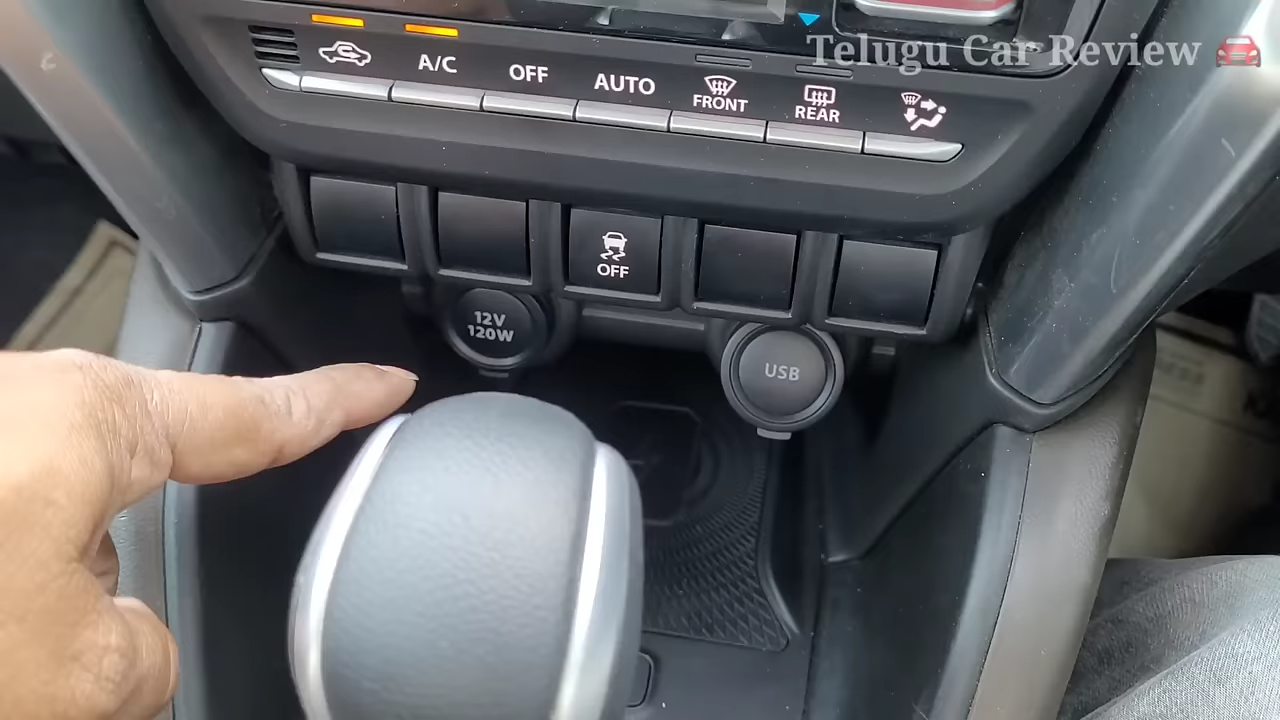 Telugu Car Review
A/C
OFF
AUTO
FRONT
REAR
OFF
12V
120W
USB